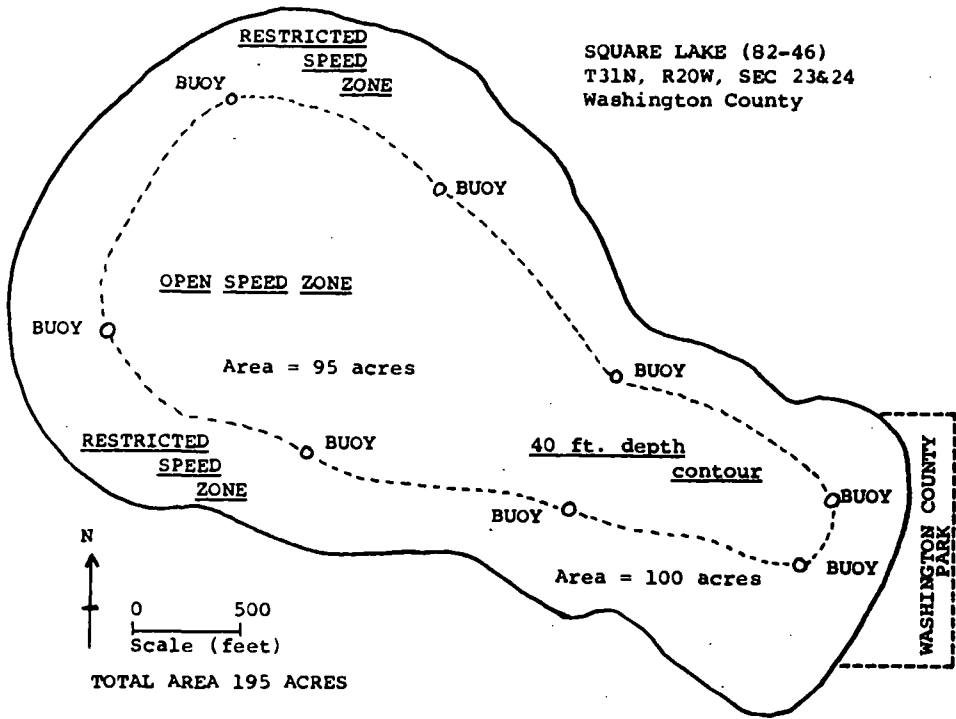 RESTRICTED
SPEED
ZONE
SQUARE LAKE (82-46)
T31N, R20W, SEC 23&24
Washington County
BUOY
BUOY
OPEN SPEED ZONE
BUOY
Area = 95 acres
BUOY
RESTRICTED
SPEED
ZONE
BUOY
40 ft. depth
contour
BUOY
BUOY
BUOY
Area = 100 acres
WASHINGTON COUNTY
PARK
N
0 500
Scale (feet)
TOTAL AREA 195 ACRES